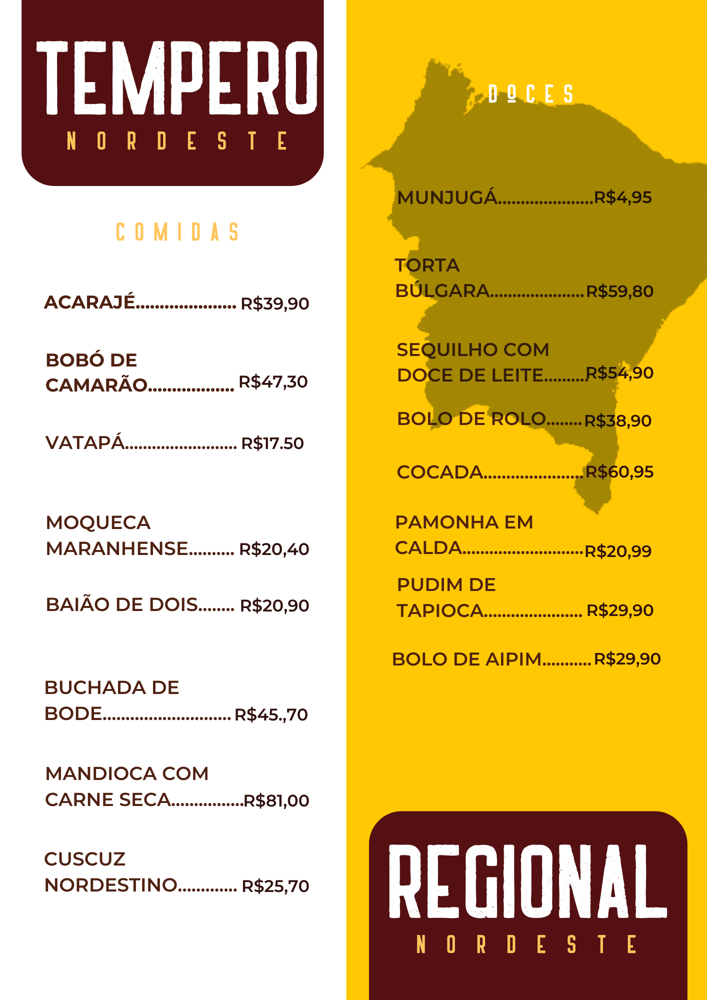 TEMPERO
NORDESTE
COMIDAS
ACARAJÉ..................... R$39,90
BOBÓ DE
CAMARÃO.................. R$47,30
VATAPÁ......................... R$17.50
MOQUECA
MARANHENSE.......... R$20,40
BAIÃO DE DOIS........ R$20,90
BUCHADA DE
BODE............................ R$45.,70
MANDIOCA COM
CARNE SECA................R$81,00
CUSCUZ
NORDESTINO............. R$25,70
DOCES
MUNJUGÁ.....................R$4,95
TORTA
BÚLGARA.....................R$59,80
SEQUILHO COM
DOCE DE LEITE..........R$54,90
BOLO DE ROLO........R$38,90
COCADA......................R$60,95
PAMONHA EM
CALDA...........................R$20,99
PUDIM DE
TAPIOCA...................... R$29,90
BOLO DE AIPIM...........R$29,90
REGIONAL
NORDESTE